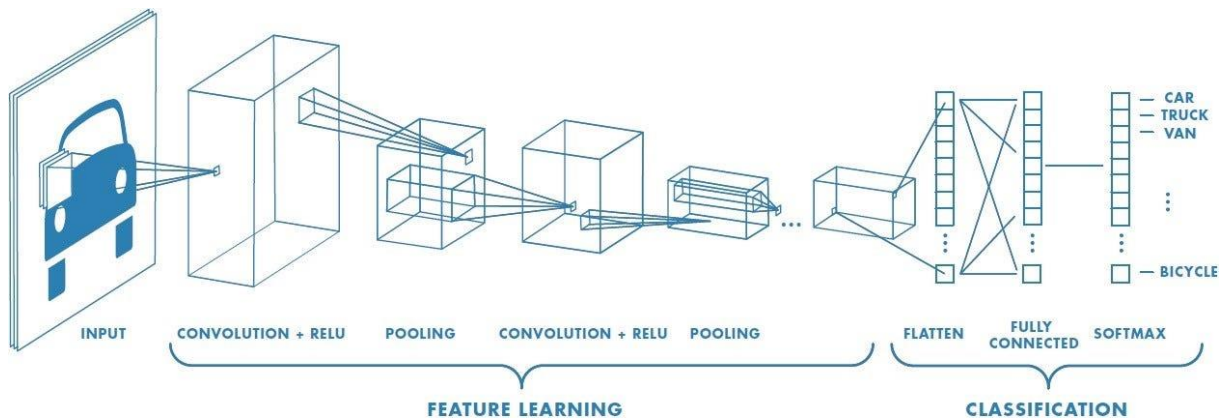 CAR
TRUCK
VAN
BICYCLE
INPUT
CONVOLUTION + RELU
POOLING
CONVOLUTION + RELU
POOLING
FLATTEN
FULLY
CONNECTED
SOFTMAX
FEATURE LEARNING
CLASSIFICATION